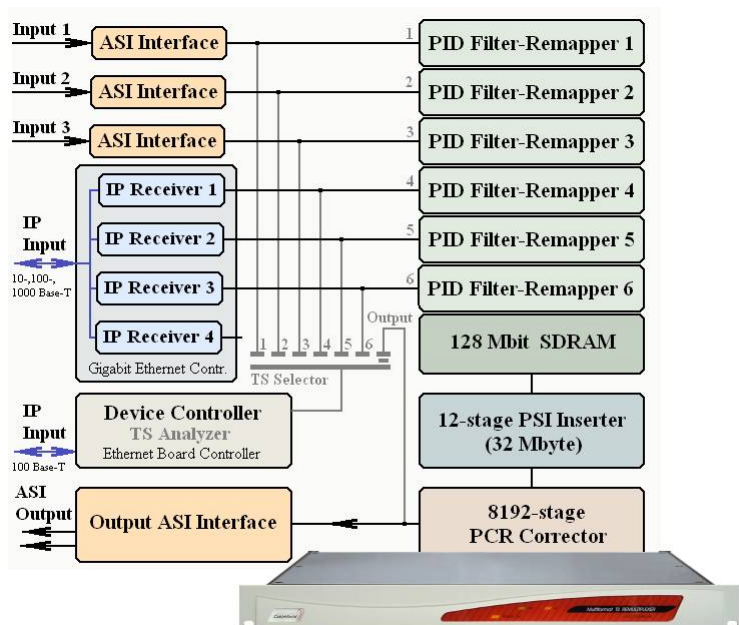 Input 1
ASI Interface
1
PID Filter-Remapper 1
Input 2
ASI Interface
2
PID Filter-Remapper 2
Input 3
ASI Interface
3
PID Filter-Remapper 3
IP Receiver 1
4
PID Filter-Remapper 4
IP
Input
10-,100-,
1000 Base-T
IP Receiver 2
5
PID Filter-Remapper 5
IP Receiver 3
6
PID Filter-Remapper 6
IP Receiver 4
Gigabit Ethernet Contr.
1 2 3 4 5 6 Output
TS Selector
128 Mbit SDRAM
IP
Input
100 Base-T
Device Controller
TS Analyzer
Ethernet Board Controller
12-stage PSI Inserter
(32 Mbyte)
ASI
Output
Output ASI Interface
8192-stage
PCR Corrector
CableWorld
Multiformat TS REMULTIPLEXER